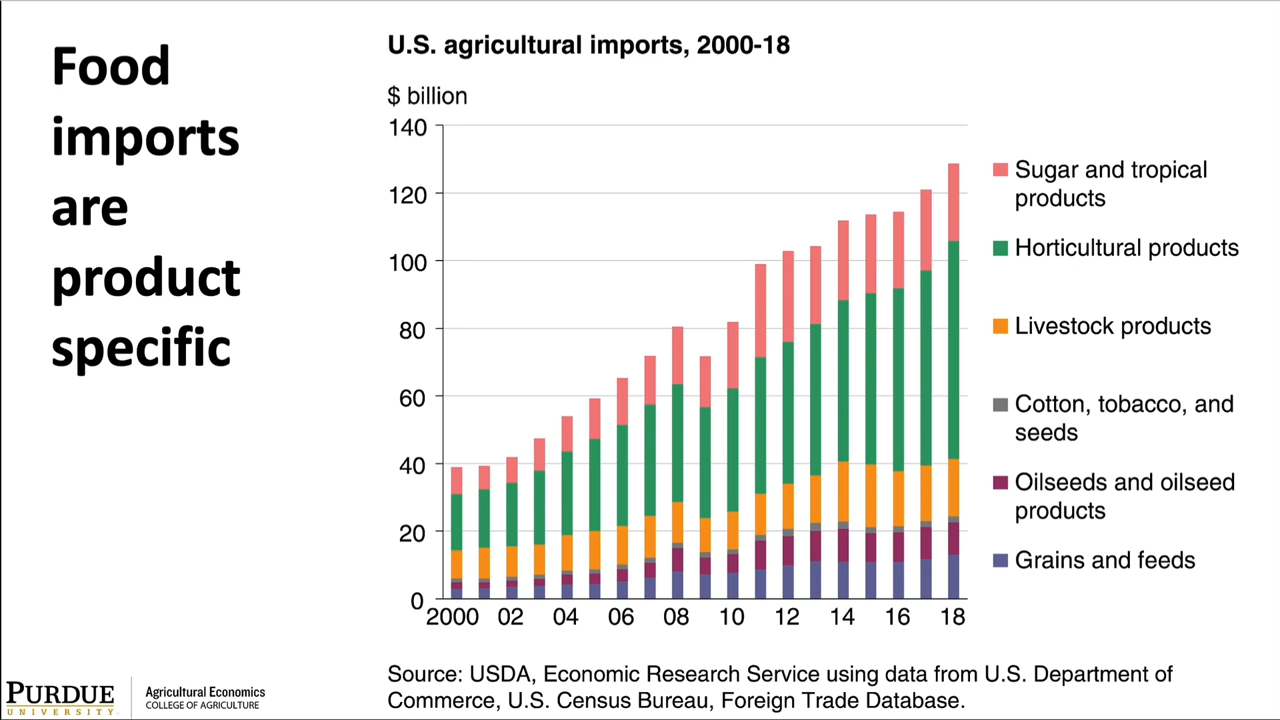 Food
imports
are
product
specific
U.S. agricultural imports, 2000-18
$ billion
140
120
100
80
60
40
20
0
2000 02 04 06 08 10 12 14 16 18
Sugar and tropical
products
Horticultural products
Livestock products
Cotton, tobacco, and
seeds
Oilseeds and oilseed
products
Grains and feeds
Source: USDA, Economic Research Service using data from U.S. Department of
Commerce, U.S. Census Bureau, Foreign Trade Database.
PURDUE
UNIVERSITY.
Agricultural Economics
COLLEGE OF AGRICULTURE